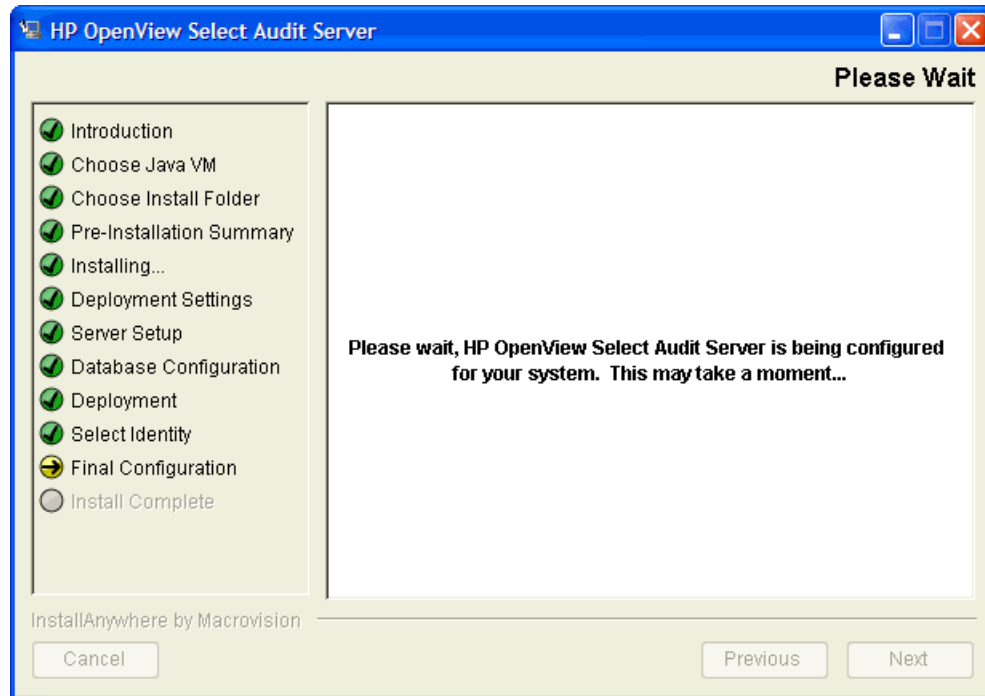 HP OpenView Select Audit Server
Please Wait
Introduction
Choose Java VM
Choose Install Folder
Pre-Installation Summary
Installing...
Deployment Settings
Server Setup
Database Configuration
Deployment
Select Identity
Final Configuration
Install Complete
Please wait, HP OpenView Select Audit Server is being configured
for your system. This may take a moment...
InstallAnywhere by Macrovision
Cancel
Previous
Next